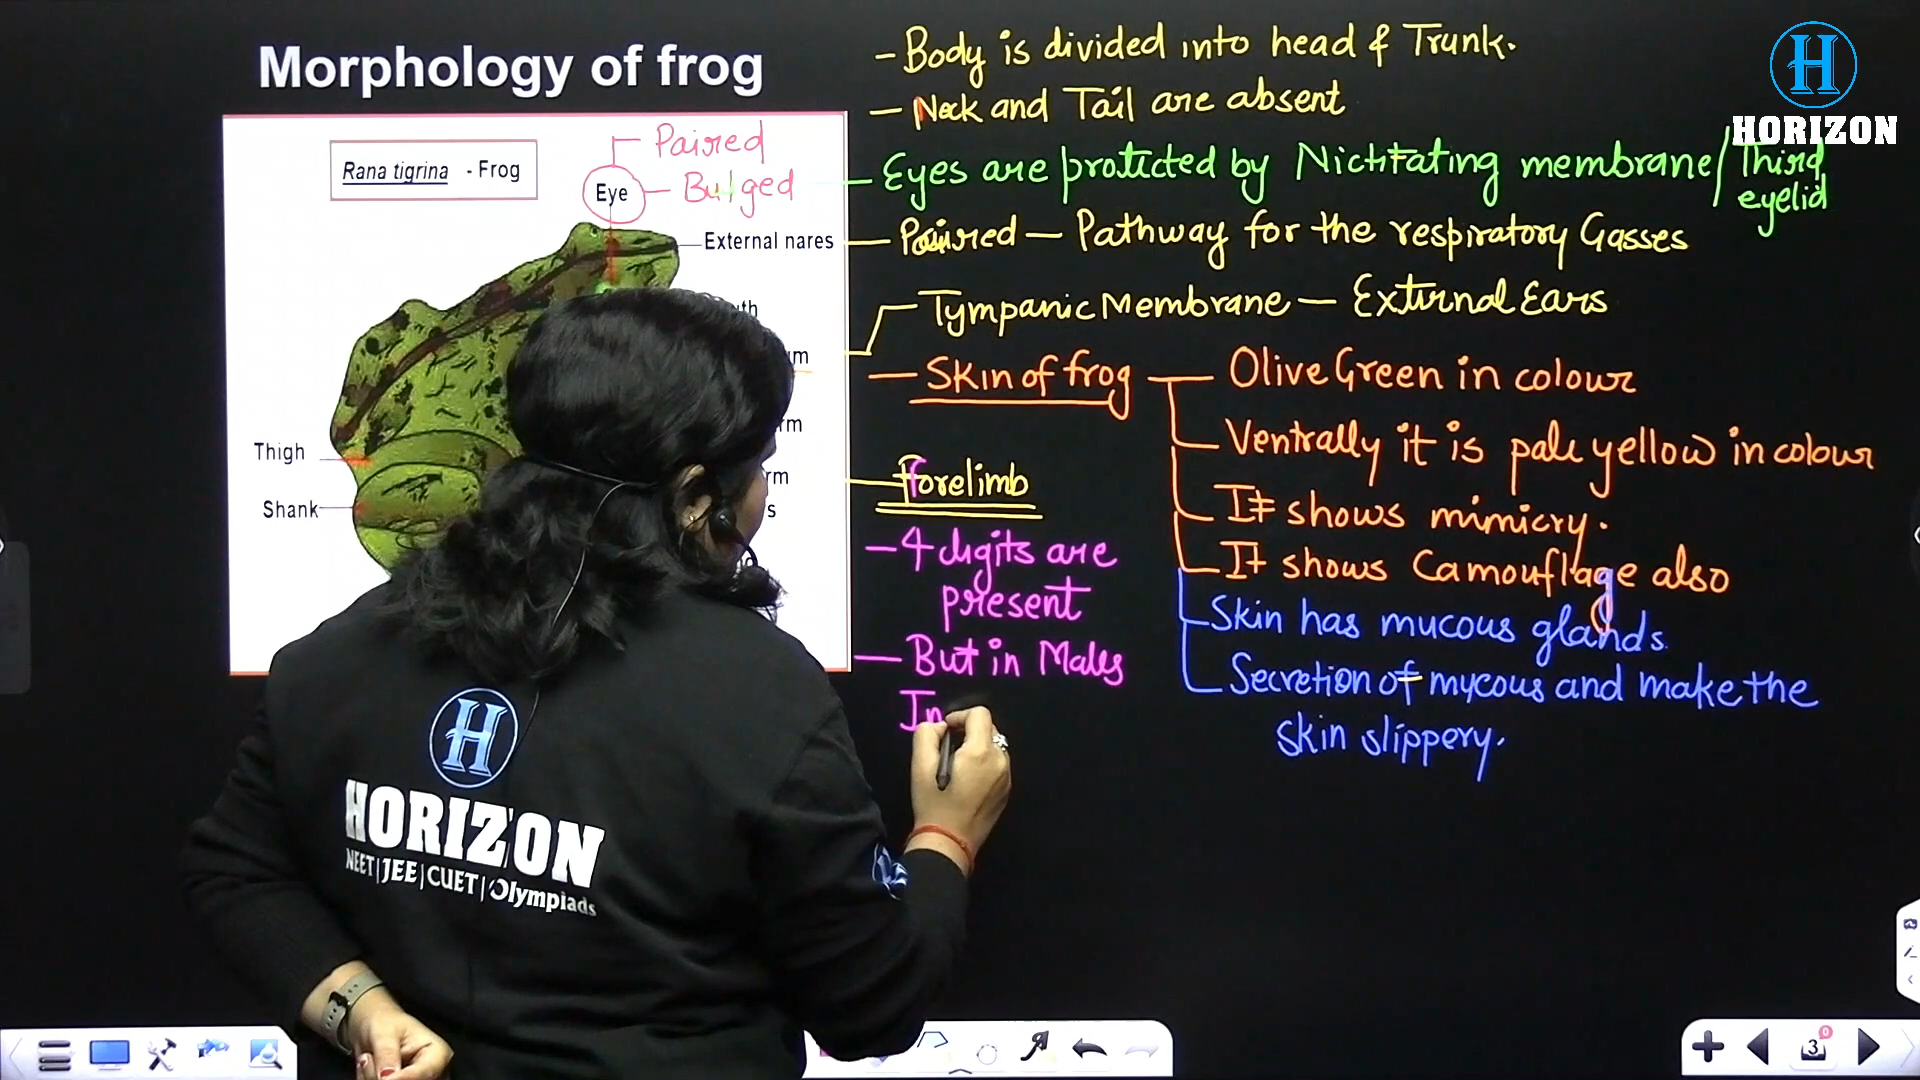 Morphology of frog
Rana tigrina - Frog
Paired
Eye
Bulged
External nares
Thigh
Shank
- Body is divided into head & Trunk.
- Neck and Tail are absent
- Eyes are protected by Nictitating membrane / Third eyelid
- Paired - Pathway for the respiratory Gasses
Tympanic Membrane - External Ears
- Skin of frog
Olive Green in colour
Ventrally it is pale yellow in colour
It shows mimicry.
It shows Camouflage also
Skin has mucous glands.
Secretion of mycous and make the
skin slippery.
Forelimb
- 4 digits are
present
- But in Males
In
H
HORIZON
H
HORIZON
NEET | JEE | CUET | Olympiads
3
0